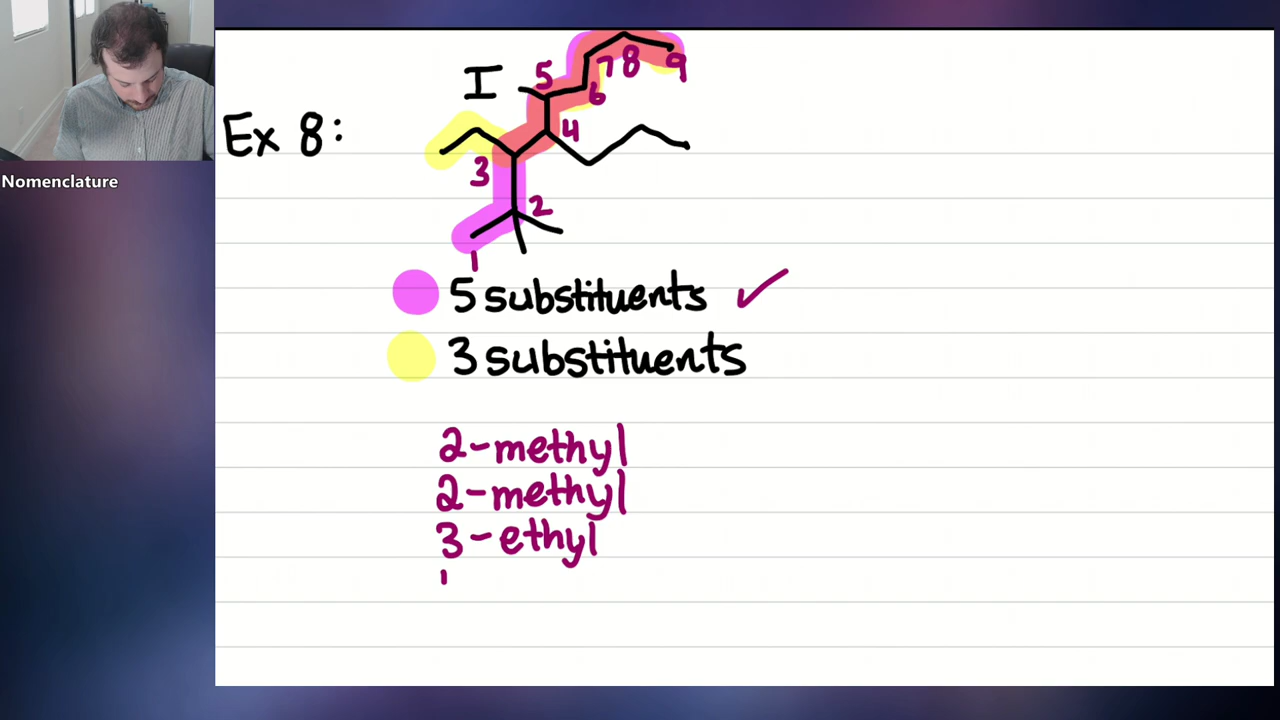 I
5
7
8
9
6
Ex 8:
4
3
2
1
5 substituents ✓
3 substituents
Nomenclature
2-methyl
2-methyl
3-ethyl